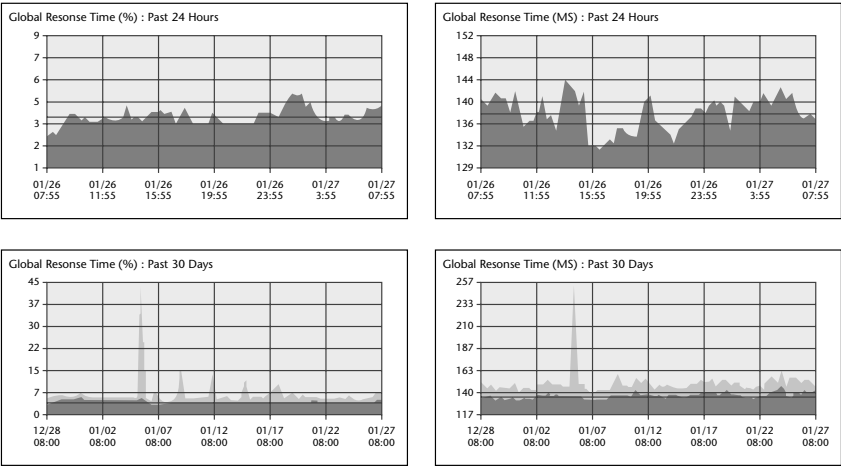 Global Resonse Time (%) : Past 24 Hours
9
7
6
5
3
2
1
01/26 01/26 01/26 01/26 01/26 01/27 01/27
07:55 11:55 15:55 19:55 23:55 3:55 07:55
Global Resonse Time (MS) : Past 24 Hours
152
148
144
140
136
132
129
01/26 01/26 01/26 01/26 01/26 01/27 01/27
07:55 11:55 15:55 19:55 23:55 3:55 07:55
Global Resonse Time (%) : Past 30 Days
45
37
30
22
15
7
0
12/28 01/02 01/07 01/12 01/17 01/22 01/27
08:00 08:00 08:00 08:00 08:00 08:00 08:00
Global Resonse Time (MS) : Past 30 Days
257
233
210
187
163
140
117
12/28 01/02 01/07 01/12 01/17 01/22 01/27
08:00 08:00 08:00 08:00 08:00 08:00 08:00